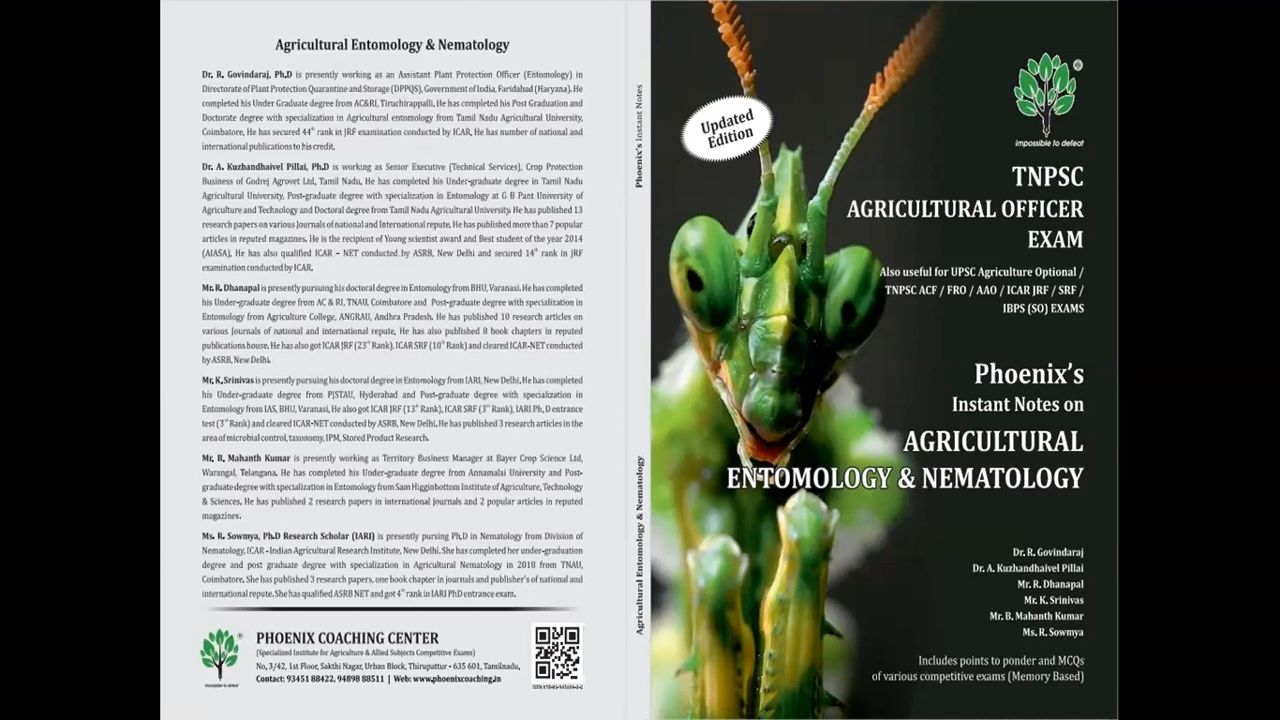 Agricultural Entomology & Nematology
Dr. R. Govindaraj, Ph.D is presently working as an Assistant Plant Protection Officer (Entomology) in
Directorate of Plant Protection Quarantine and Storage (DPPQS), Government of India, Faridabad (Haryana). He
completed his Under Graduate degree from AC&RI, Tiruchirappalli, He has completed his Post Graduation and
Doctorate degree with specialization in Agricultural entomology from Tamil Nadu Agricultural University,
Coimbatore, He has secured 44th rank in JRF examination conducted by ICAR, He has number of national and
international publications to his credit.
Dr. A. Kuzhandhaivel Pillai, Ph.D is working as Senior Executive (Technical Services), Crop Protection
Business of Godrej Agrovet Ltd, Tamil Nadu, He has completed his Under-graduate degree in Tamil Nadu
Agricultural University, Post-graduate degree with specialization in Entomology at G B Pant University of
Agriculture and Technology and Doctoral degree from Tamil Nadu Agricultural University. He has published 13
research papers on various Journals of national and International repute, He has published more than 7 popular
articles in reputed magazines. He is the recipient of Young scientist award and Best student of the year 2014
(AIASA), He has also qualified ICAR - NET conducted by ASRB, New Delhi and secured 14th rank in JRF
examination conducted by ICAR,
Mr. R. Dhanapal is presently pursuing his doctoral degree in Entomology from BHU, Varanasi. He has completed
his Under-graduate degree from AC & RI, TNAU, Coimbatore and Post-graduate degree with specialization in
Entomology from Agriculture College, ANGRAU, Andhra Pradesh. He has published 10 research articles on
various Journals of national and international repute, He has also published 8 book chapters in reputed
publications house. He has also got ICAR JRF (23rd Rank), ICAR SRF (10th Rank) and cleared ICAR-NET conducted
by ASRB, New Delhi.
Mr. K. Srinivas is presently pursuing his doctoral degree in Entomology from IARI, New Delhi, He has completed
his Under-graduate degree from PJSTAU, Hyderabad and Post-graduate degree with specialization in
Entomology from IAS, BHU, Varanasi, He also got ICAR JRF (13th Rank), ICAR SRF (3rd Rank), IARI Ph, D entrance
test (3rd Rank) and cleared ICAR-NET conducted by ASRB, New Delhi. He has published 3 research articles in the
area of microbial control, taxonomy, IPM, Stored Product Research.
Mr. B. Mahanth Kumar is presently working as Territory Business Manager at Bayer Crop Science Ltd,
Warangal, Telangana. He has completed his Under-graduate degree from Annamalai University and Post-
graduate degree with specialization in Entomology from Sam Higginbottom Institute of Agriculture, Technology
& Sciences. He has published 2 research papers in international journals and 2 popular articles in reputed
magazines.
Ms. R. Sowmya, Ph.D Research Scholar (IARI) is presently pursing Ph,D in Nematology from Division of
Nematology, ICAR - Indian Agricultural Research Institute, New Delhi. She has completed her under-graduation
degree and post graduate degree with specialization in Agricultural Nematology in 2018 from TNAU,
Coimbatore. She has published 3 research papers, one book chapter in journals and publisher's of national and
international repute. She has qualified ASRB NET and got 4th rank in IARI PhD entrance exam.
impossible to defeat
PHOENIX COACHING CENTER
(Specialized Institute for Agriculture & Allied Subjects Competitive Exams)
No, 3/42, 1st Floor, Sakthi Nagar, Urban Block, Thirupattur - 635 601, Tamilnadu,
Contact: 93451 88422, 94898 88511 | Web: www.phoenixcoaching.in
Phoenix's Instant Notes
Agricultural Entomology & Nematology
Updated
Edition
impossible to defeat
TNPSC
AGRICULTURAL OFFICER
EXAM
Also useful for UPSC Agriculture Optional /
TNPSC ACF / FRO / AAO / ICAR JRF / SRF /
IBPS (SO) EXAMS
Phoenix's
Instant Notes on
AGRICULTURAL
ENTOMOLOGY & NEMATOLOGY
Dr. R. Govindaraj
Dr. A. Kuzhandhaivel Pillai
Mr. R. Dhanapal
Mr. K. Srinivas
Mr. B. Mahanth Kumar
Ms. R. Sowmya
Includes points to ponder and MCQs
of various competitive exams (Memory Based)